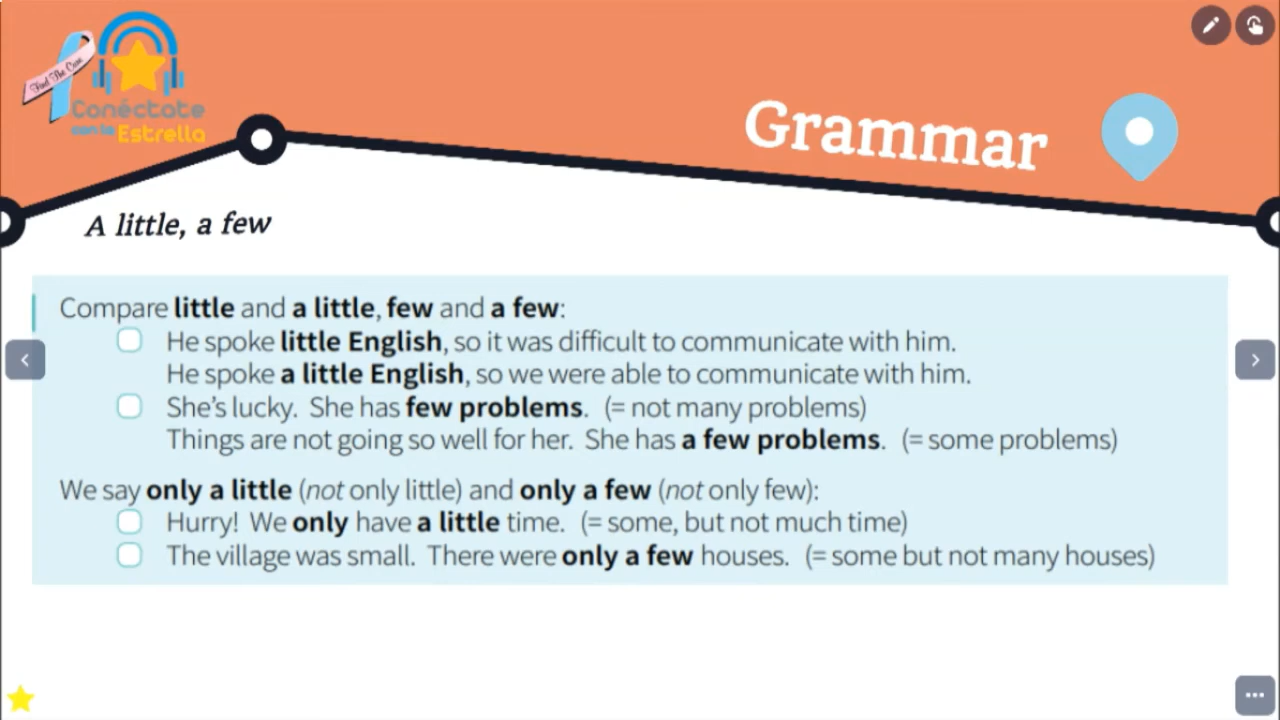 Find The Cure
Conéctate
con la Estrella
Grammar
A little, a few
Compare little and a little, few and a few:
He spoke little English, so it was difficult to communicate with him.
He spoke a little English, so we were able to communicate with him.
She's lucky. She has few problems. (= not many problems)
Things are not going so well for her. She has a few problems. (= some problems)
We say only a little (not only little) and only a few (not only few):
Hurry! We only have a little time. (= some, but not much time)
The village was small. There were only a few houses. (= some but not many houses)